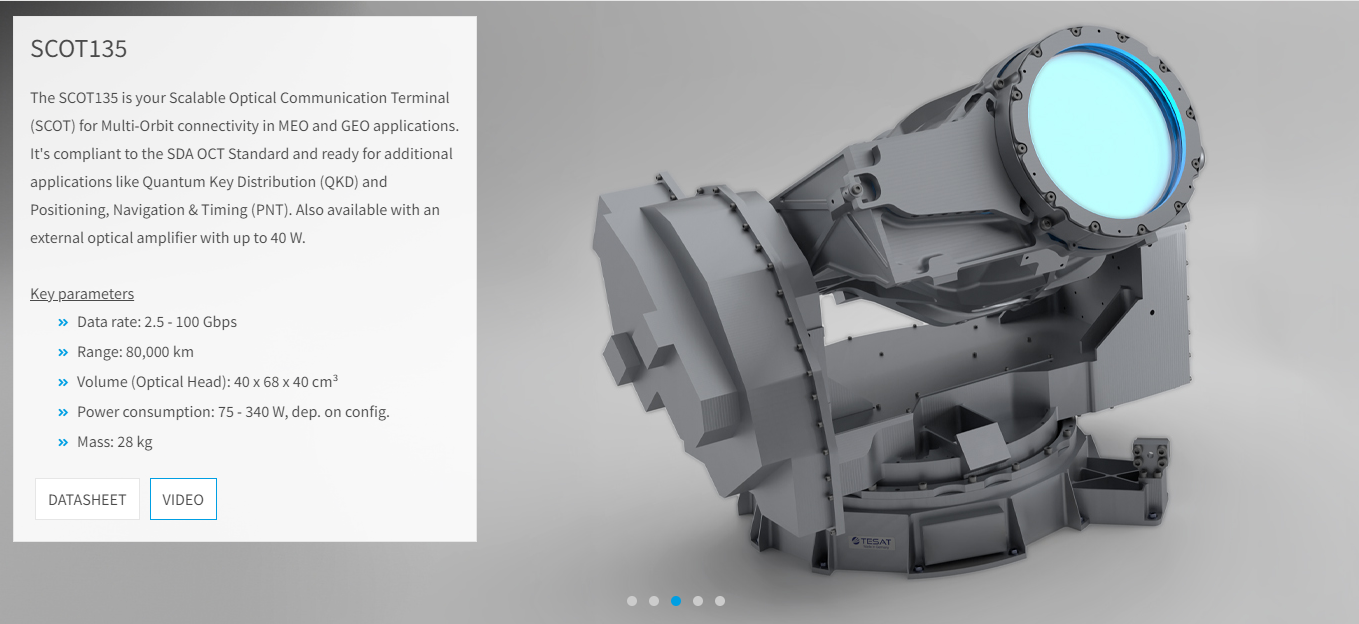 SCOT135
The SCOT135 is your Scalable Optical Communication Terminal
(SCOT) for Multi-Orbit connectivity in MEO and GEO applications.
It's compliant to the SDA OCT Standard and ready for additional
applications like Quantum Key Distribution (QKD) and
Positioning, Navigation & Timing (PNT). Also available with an
external optical amplifier with up to 40 W.
Key parameters
» Data rate: 2.5 - 100 Gbps
» Range: 80,000 km
» Volume (Optical Head): 40 x 68 x 40 cm³
» Power consumption: 75 - 340 W, dep. on config.
» Mass: 28 kg
DATASHEET VIDEO
TESAT